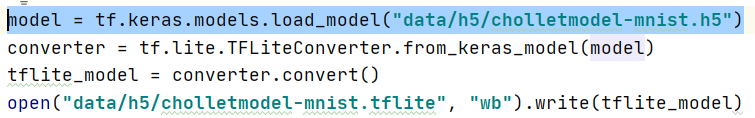 model = tf.keras.models.load_model("data/h5/cholletmodel-mnist.h5")
converter = tf.lite.TFLiteConverter.from_keras_model(model)
tflite_model = converter.convert()
open("data/h5/cholletmodel-mnist.tflite", "wb").write(tflite_model)